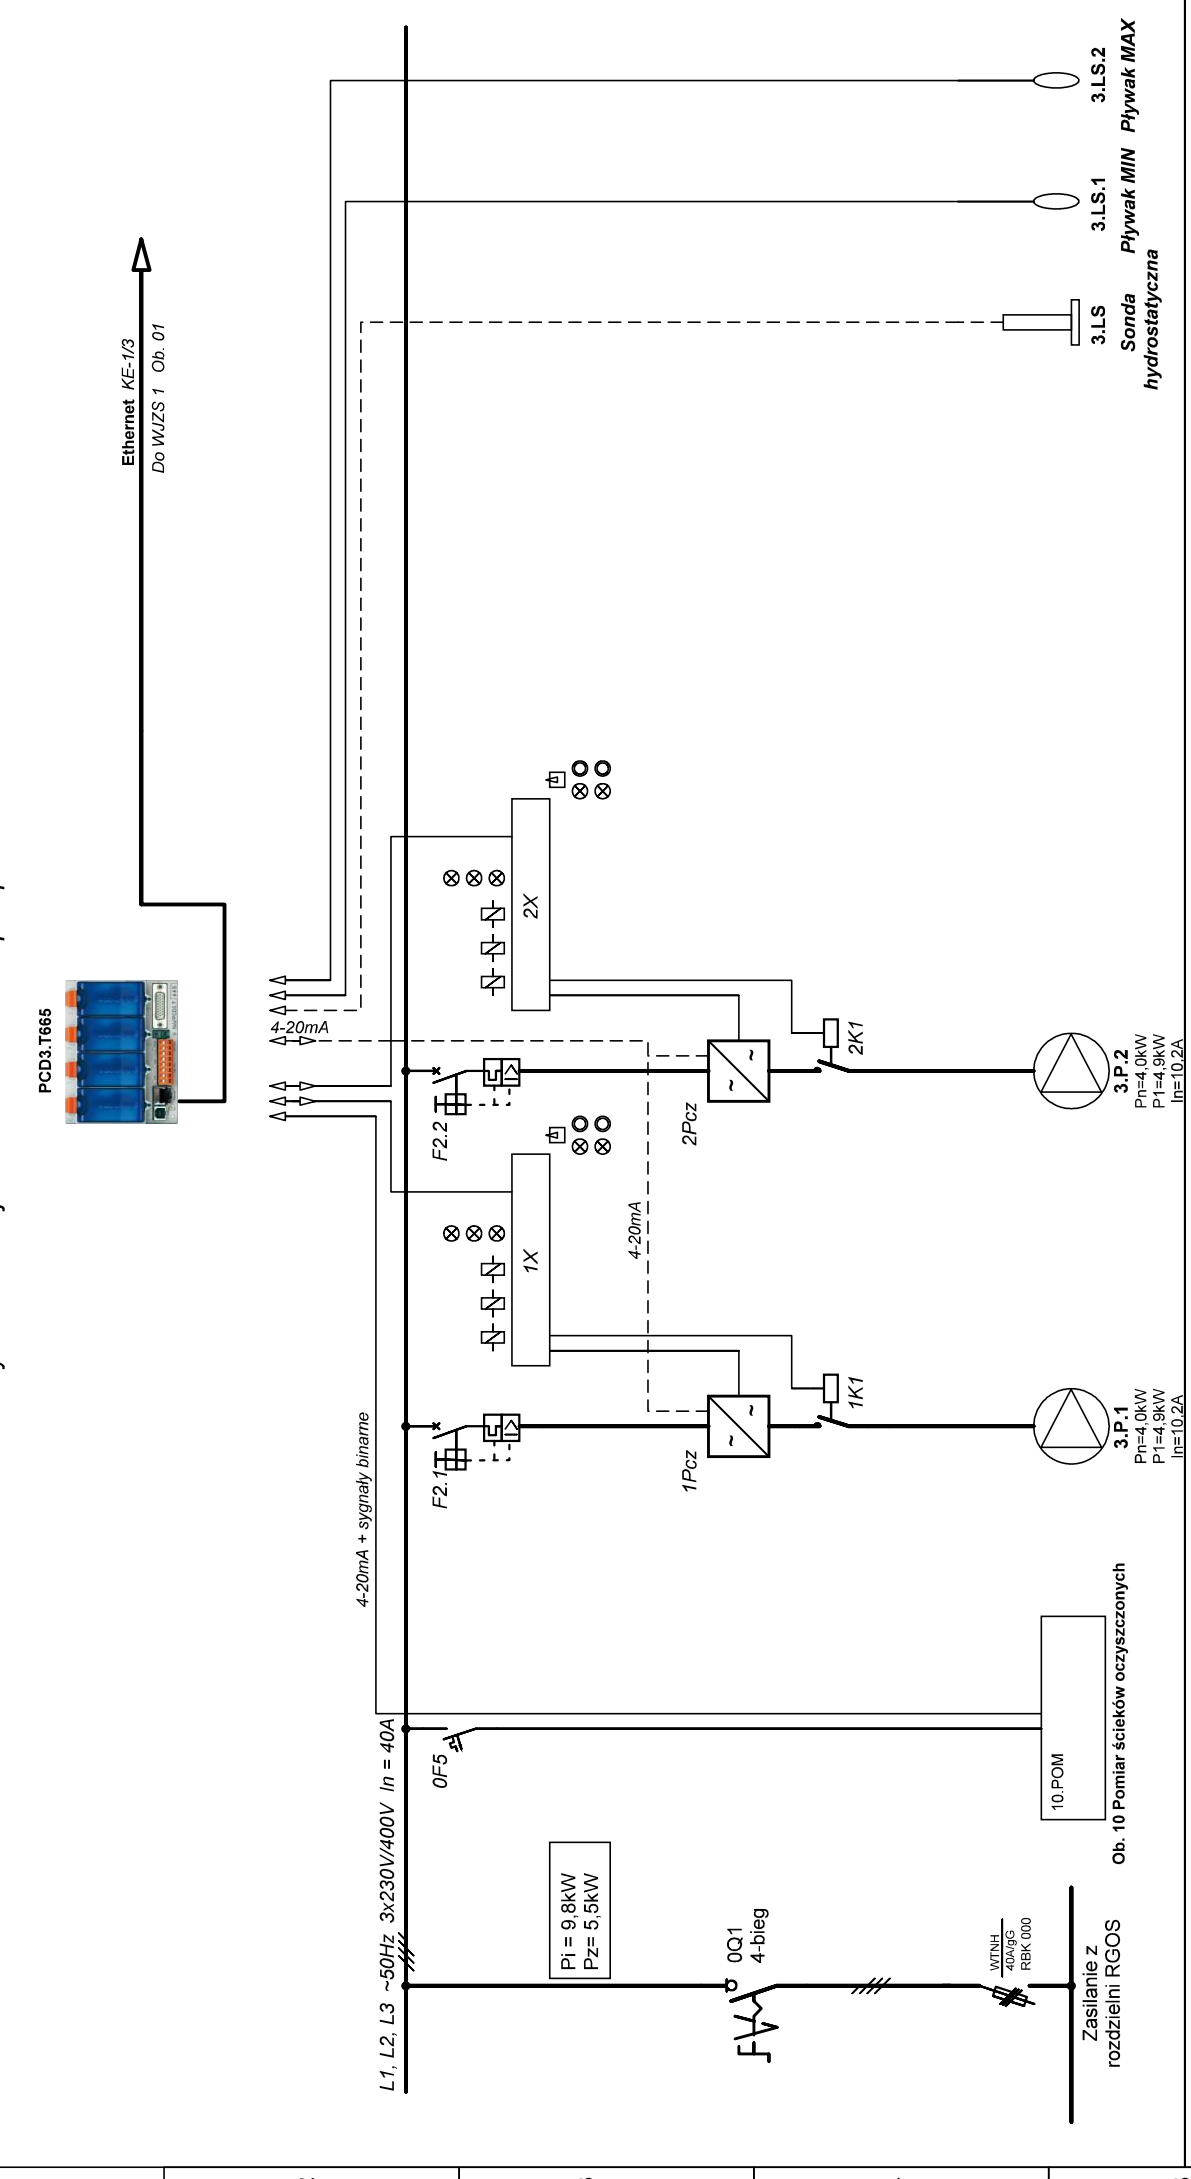 PCD3.T665
Ethernet KE-1/3
Do WJZS 1 Ob. 01
4-20mA
4-20mA + sygnały binarne
L1, L2, L3 ~50Hz 3x230V/400V In = 40A
Pi = 9,8kW
Pz= 5,5kW
0Q1
4-bieg
WTNH
40A/gG
RBK 000
Zasilanie z
rozdzielni RGOS
0F5
10.POM
Ob. 10 Pomiar ścieków oczyszczonych
F2.1
1X
4-20mA
1Pcz
~
~
1K1
3.P.1
Pn=4,0kW
P1=4,9kW
In=10,2A
F2.2
2X
2Pcz
~
~
2K1
3.P.2
Pn=4,0kW
P1=4,9kW
In=10,2A
3.LS
Sonda
hydrostatyczna
3.LS.1
Pływak MIN
3.LS.2
Pływak MAX